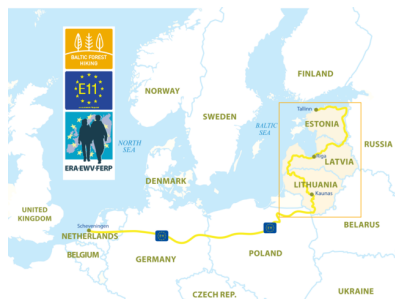 BALTIC FOREST
HIKING
E11
ERA-EWV-FERP
NORTH
SEA
NORWAY
SWEDEN
FINLAND
Tallinn
ESTONIA
BALTIC
SEA
RUSSIA
Riga
LATVIA
LITHUANIA
Kaunas
DENMARK
UNITED
KINGDOM
Scheveningen
NETHERLANDS
BELGIUM
GERMANY
POLAND
BELARUS
CZECH REP.
UKRAINE